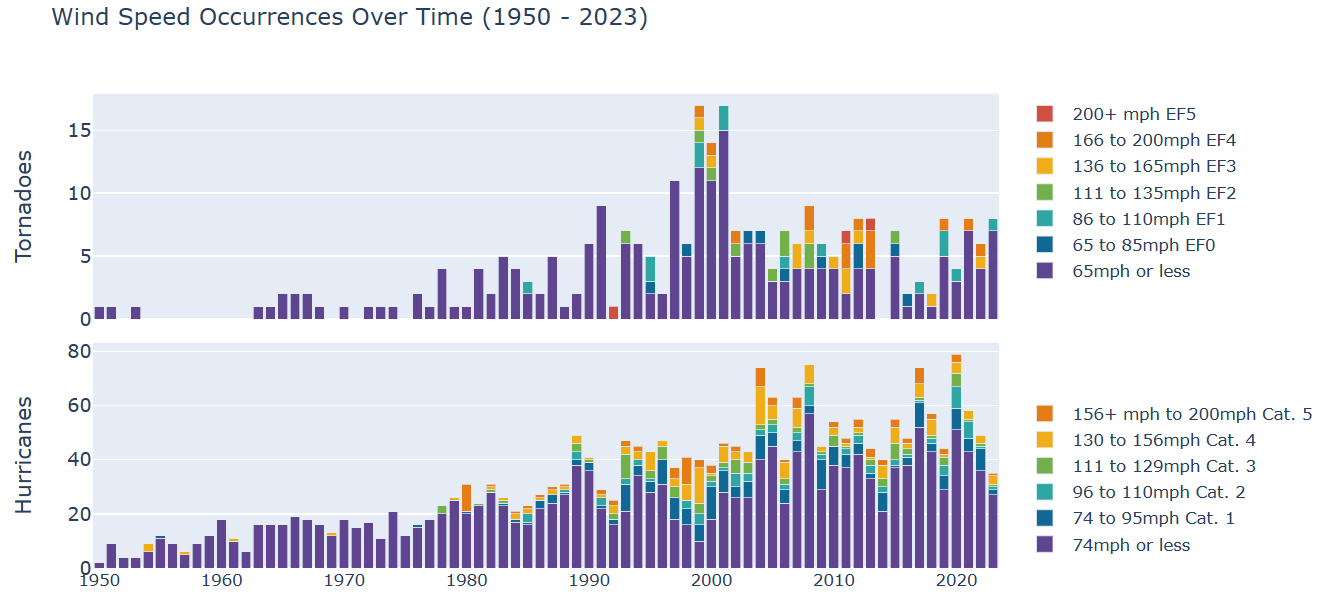 Wind Speed Occurrences Over Time (1950 - 2023)
Tornadoes
15
10
5
0
200+ mph EF5
166 to 200mph EF4
136 to 165mph EF3
111 to 135mph EF2
86 to 110mph EF1
65 to 85mph EF0
65mph or less
Hurricanes
80
60
40
20
0
156+ mph to 200mph Cat. 5
130 to 156mph Cat. 4
111 to 129mph Cat. 3
96 to 110mph Cat. 2
74 to 95mph Cat. 1
74mph or less
1950 1960 1970 1980 1990 2000 2010 2020